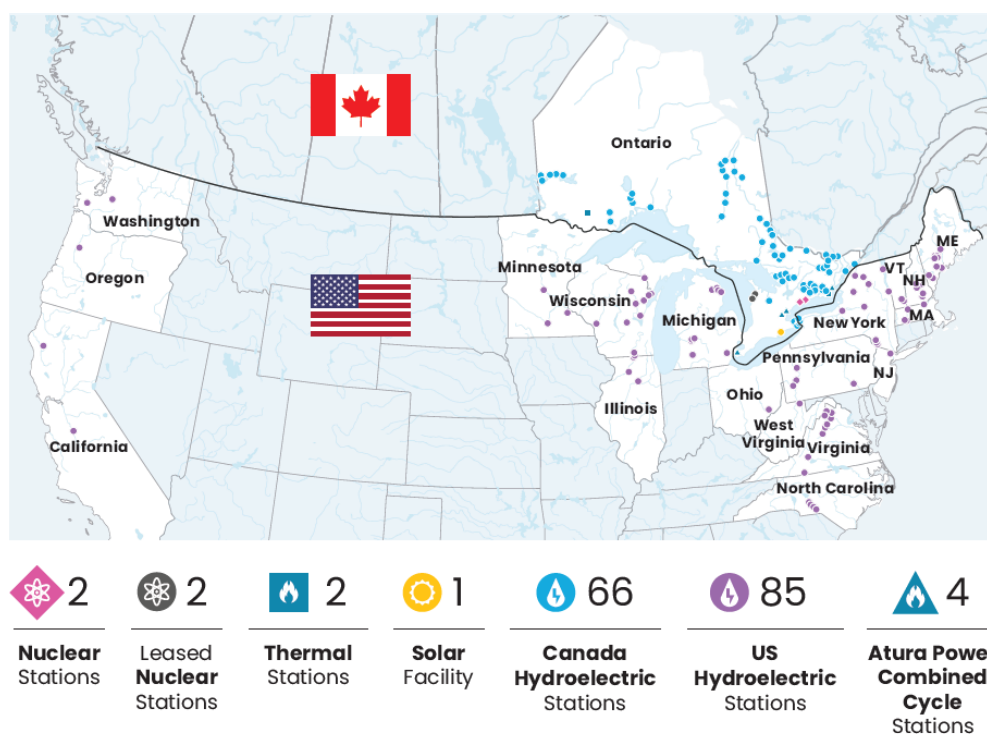 Ontario
Washington
Oregon
Minnesota
Wisconsin
Michigan
ME
VT
NH
MA
New York
Pennsylvania
NJ
Ohio
Illinois
West
Virginia
Virginia
California
North Carolina
2
2
2
1
66
85
4
Nuclear
Stations
Leased
Nuclear
Stations
Thermal
Stations
Solar
Facility
Canada
Hydroelectric
Stations
US
Hydroelectric
Stations
Atura Powe
Combined
Cycle
Stations